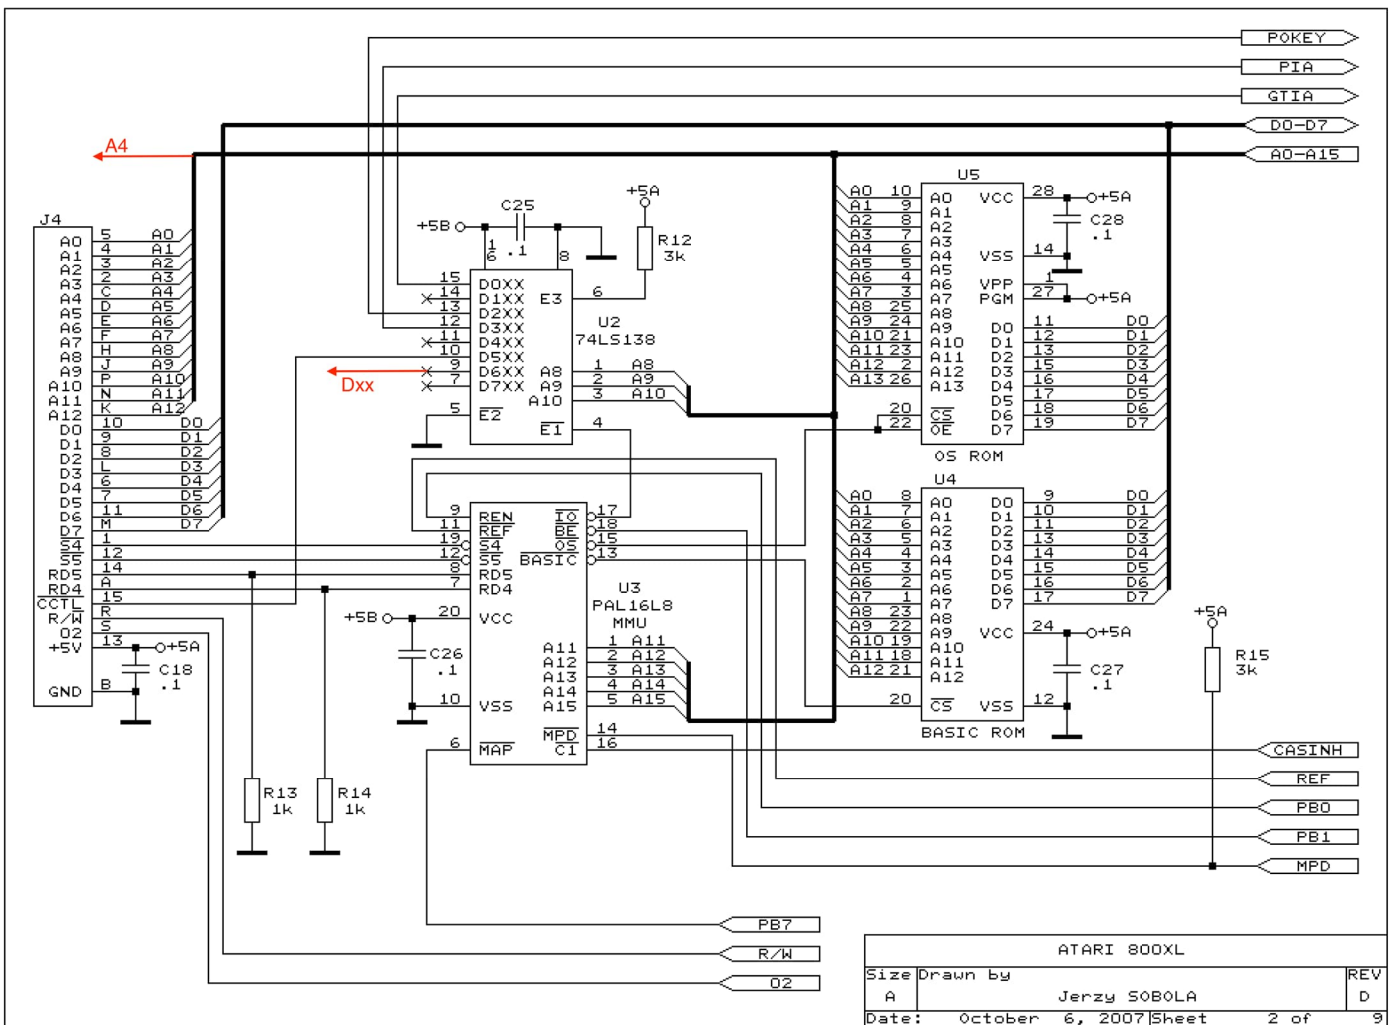 POKEY
PIA
GTIA
D0-D7
A0-A15
A4
J4
A0 5 A0
A1 4 A1
A2 3 A2
A3 2 A3
A4 C A4
A5 D A5
A6 E A6
A7 F A7
A8 H A8
A9 J A9
A10 P A10
A11 N A11
A12 K A12
D0 10 D0
D1 9 D1
D2 8 D2
D3 L D3
D4 6 D4
D5 7 D5
D6 11 D6
D7 M D7
S4 1
S5 12
RD5 14
RD4 A
CCTL 15
R/W R
O2 S
+5V 13 +5A
C18
.1
GND B
R13
1k
R14
1k
C25
+5B
.1
1
6
8
+5A
R12
3k
15 D0XX
14 D1XX E3 6
13 D2XX
12 D3XX
11 D4XX
10 D5XX
9 D6XX A8 1 A8
7 D7XX A9 2 A9
A10 3 A10
5 E2 E1 4
U2
74LS138
Dxx
9 REN IO 17
11 REF BE 18
19 S4 OS 15
12 S5 BASIC 13
8 RD5
7 RD4
U3
PAL16L8
MMU
+5B 20 VCC
C26
.1
A11 1 A11
A12 2 A12
A13 3 A13
A14 4 A14
A15 5 A15
10 VSS
MPD 14
6 MAP C1 16
U5
A0 10 A0 VCC 28 +5A
A1 9 A1
A2 8 A2
A3 7 A3
A4 6 A4 VSS 14
A5 5 A5
A6 4 A6 VPP 1
A7 3 A7 PGM 27 +5A
A8 25 A8
A9 24 A9 D0 11 D0
A10 21 A10 D1 12 D1
A11 23 A11 D2 13 D2
A12 2 A12 D3 15 D3
A13 26 A13 D4 16 D4
D5 17 D5
20 CS D6 18 D6
22 OE D7 19 D7
C28
.1
OS ROM
U4
A0 8 A0 D0 9 D0
A1 7 A1 D1 10 D1
A2 6 A2 D2 11 D2
A3 5 A3 D3 13 D3
A4 4 A4 D4 14 D4
A5 3 A5 D5 15 D5
A6 2 A6 D6 16 D6
A7 1 A7 D7 17 D7
A8 23 A8
A9 22 A9 VCC 24 +5A
A10 19 A10
A11 18 A11
A12 21 A12
C27
.1
20 CS VSS 12
BASIC ROM
+5A
R15
3k
CASINH
REF
PB0
PB1
MPD
PB7
R/W
O2
ATARI 800XL
Size Drawn by REV
A Jerzy SOBOLA D
Date: October 6, 2007 Sheet 2 of 9